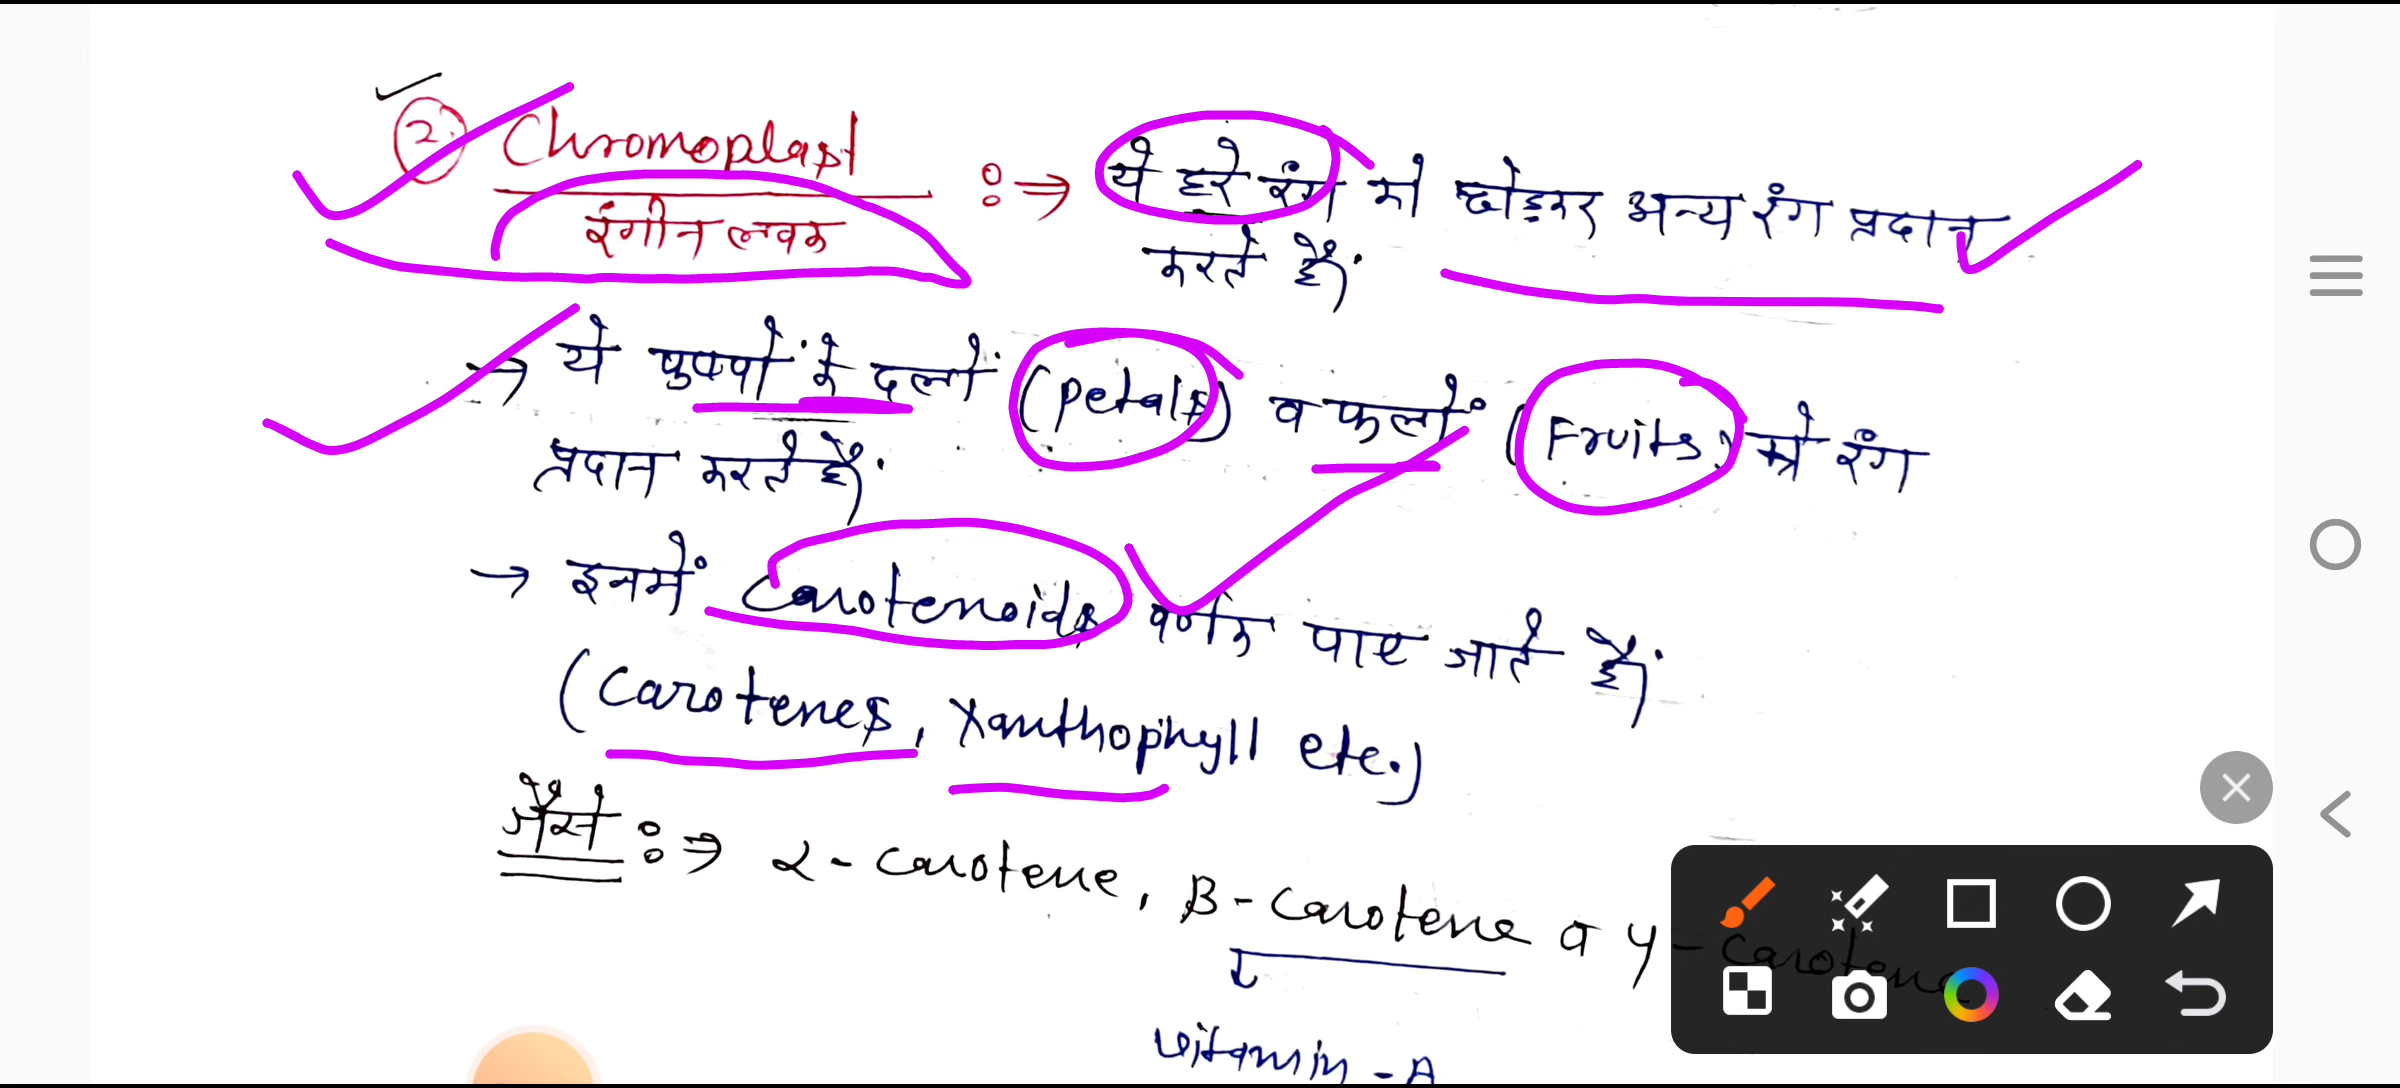 ② Chromoplast :⇒ ये हरे रंग को छोड़कर अन्य रंग प्रदान
रंगीन लवक
करते हैं।
→ ये पुष्पों के दलों (Petals) व फलों (Fruits) को रंग
प्रदान करते हैं।
→ इनमें Carotenoids वर्णक पाए जाते हैं।
(Carotenes, Xanthophyll etc.)
जैसे :⇒ α-carotene, β-carotene व γ-carotene
vitamin-A